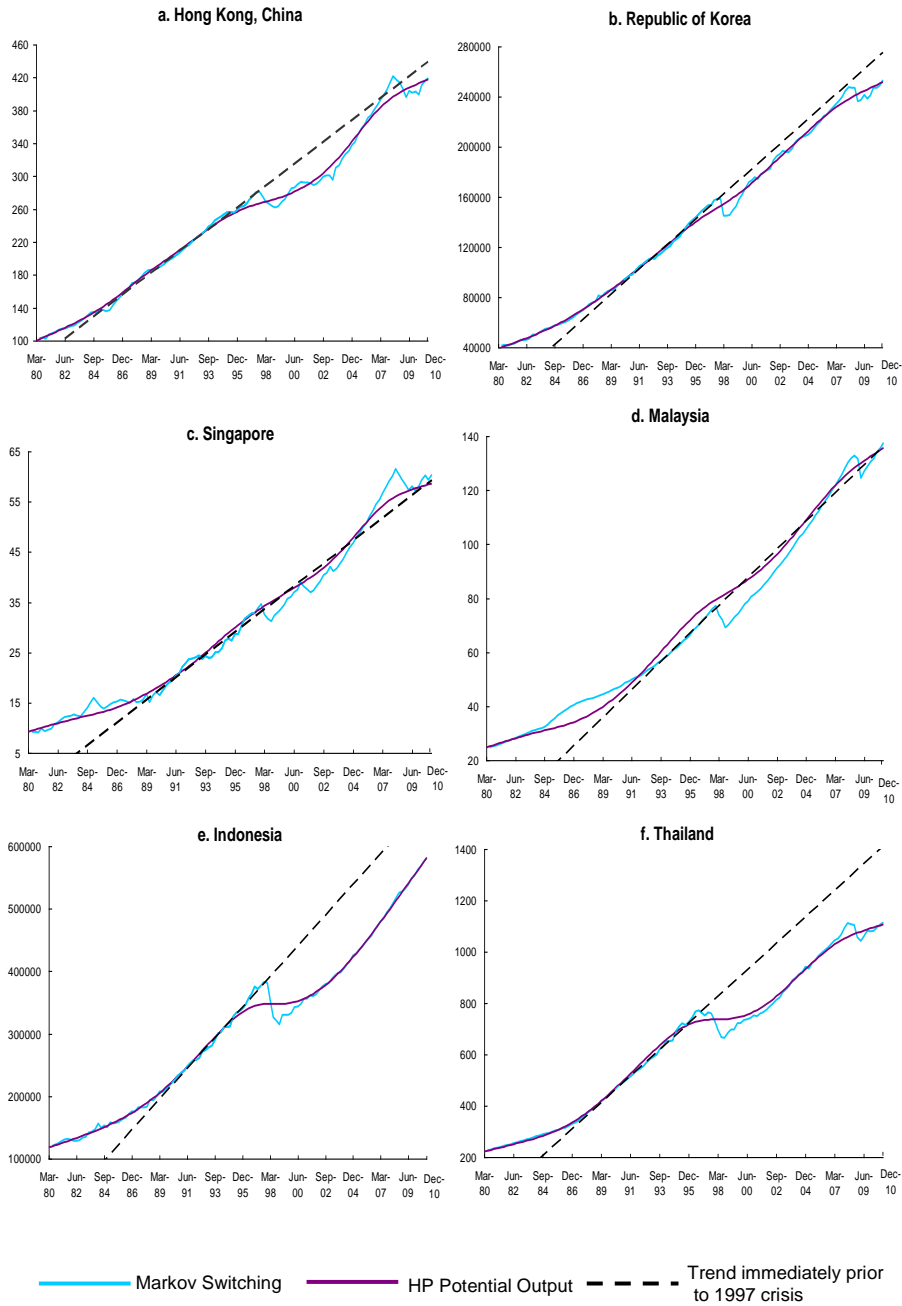 a. Hong Kong, China
460
420
380
340
300
260
220
180
140
100
Mar- Jun- Sep- Dec- Mar- Jun- Sep- Dec- Mar- Jun- Sep- Dec- Mar- Jun- Dec-
80 82 84 86 89 91 93 95 98 00 02 04 07 09 10
b. Republic of Korea
280000
240000
200000
160000
120000
80000
40000
Mar- Jun- Sep- Dec- Mar- Jun- Sep- Dec- Mar- Jun- Sep- Dec- Mar- Jun- Dec-
80 82 84 86 89 91 93 95 98 00 02 04 07 09 10
c. Singapore
65
55
45
35
25
15
5
Mar- Jun- Sep- Dec- Mar- Jun- Sep- Dec- Mar- Jun- Sep- Dec- Mar- Jun- Dec-
80 82 84 86 89 91 93 95 98 00 02 04 07 09 10
d. Malaysia
140
120
100
80
60
40
20
Mar- Jun- Sep- Dec- Mar- Jun- Sep- Dec- Mar- Jun- Sep- Dec- Mar- Jun- Dec-
80 82 84 86 89 91 93 95 98 00 02 04 07 09 10
e. Indonesia
600000
500000
400000
300000
200000
100000
Mar- Jun- Sep- Dec- Mar- Jun- Sep- Dec- Mar- Jun- Sep- Dec- Mar- Jun- Dec-
80 82 84 86 89 91 93 95 98 00 02 04 07 09 10
f. Thailand
1400
1200
1000
800
600
400
200
Mar- Jun- Sep- Dec- Mar- Jun- Sep- Dec- Mar- Jun- Sep- Dec- Mar- Jun- Dec-
80 82 84 86 89 91 93 95 98 00 02 04 07 09 10
Markov Switching
HP Potential Output
Trend immediately prior
to 1997 crisis